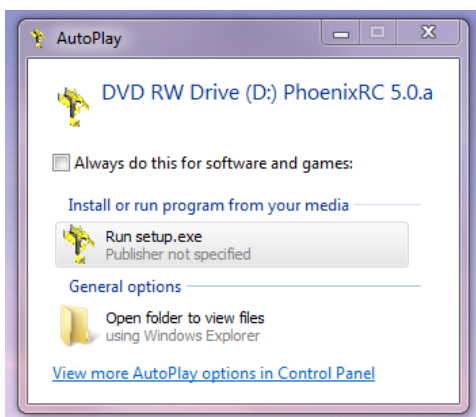 AutoPlay
DVD RW Drive (D:) PhoenixRC 5.0.a
Always do this for software and games:
Install or run program from your media
Run setup.exe
Publisher not specified
General options
Open folder to view files
using Windows Explorer
View more AutoPlay options in Control Panel